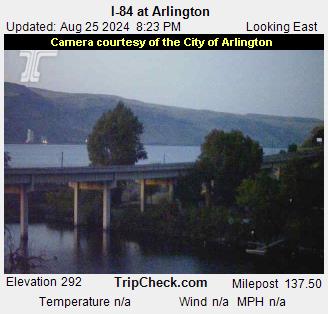 I-84 at Arlington
Updated: Aug 25 2024 8:23 PM Looking East
Camera courtesy of the City of Arlington
Elevation 292 TripCheck.com Milepost 137.50
Temperature n/a Wind n/a MPH n/a